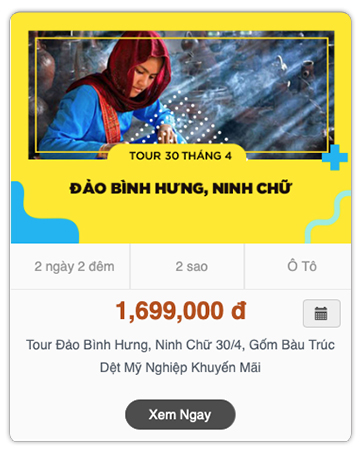 TOUR 30 THÁNG 4
ĐẢO BÌNH HƯNG, NINH CHỮ
2 ngày 2 đêm
2 sao
Ô Tô
1,699,000 đ
Tour Đảo Bình Hưng, Ninh Chữ 30/4, Gốm Bàu Trúc
Dệt Mỹ Nghiệp Khuyến Mãi
Xem Ngay